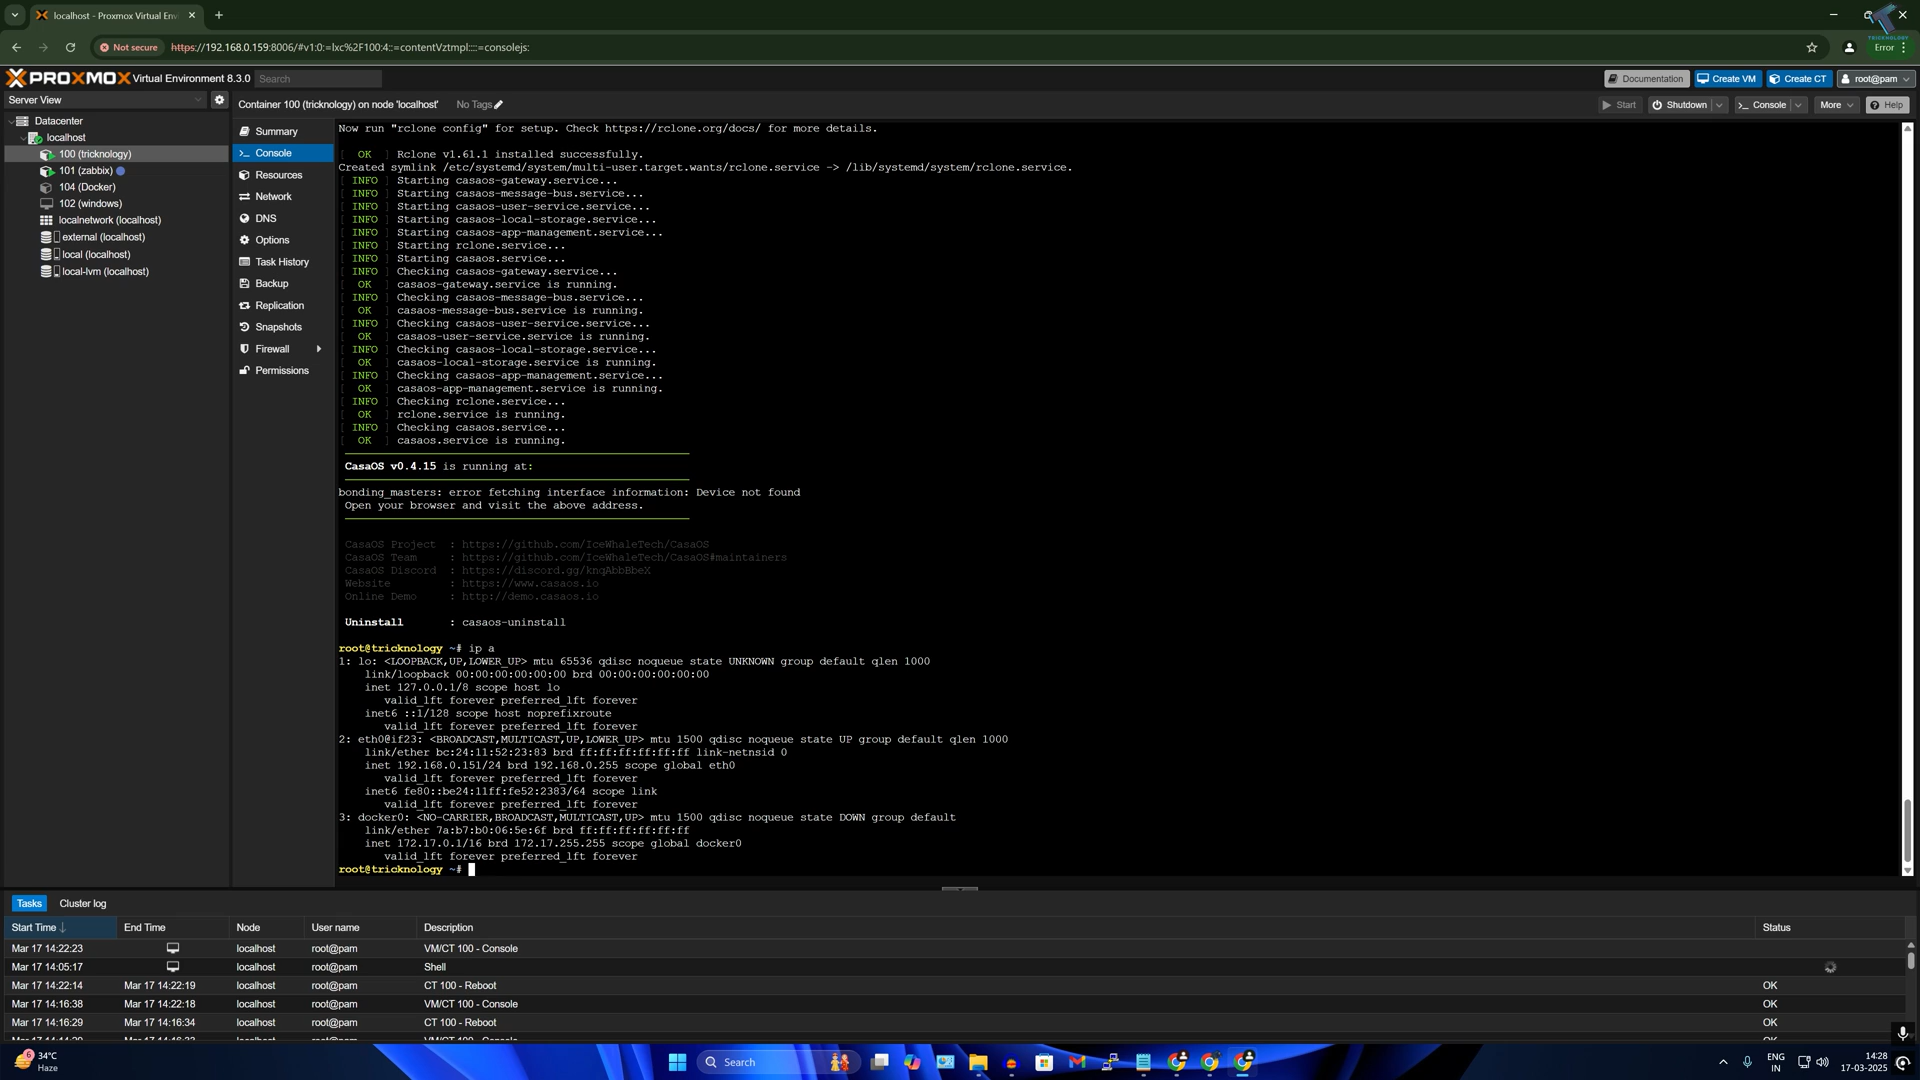 localhost - Proxmox Virtual Env
TRICKNOLOGY
Not secure
https://192.168.0.159:8006/#v1:0:=lxc%2F100:4::=contentVztmpl::::=consolejs:
Error
PROXMOX Virtual Environment 8.3.0
Search
Documentation
Create VM
Create CT
root@pam
Server View
Container 100 (tricknology) on node 'localhost'
No Tags
Start
Shutdown
Console
More
Help
Datacenter
localhost
100 (tricknology)
101 (zabbix)
104 (Docker)
102 (windows)
localnetwork (localhost)
external (localhost)
local (localhost)
local-lvm (localhost)
Summary
Console
Resources
Network
DNS
Options
Task History
Backup
Replication
Snapshots
Firewall
Permissions
Now run "rclone config" for setup. Check https://rclone.org/docs/ for more details.
[ OK ] Rclone v1.61.1 installed successfully.
Created symlink /etc/systemd/system/multi-user.target.wants/rclone.service -> /lib/systemd/system/rclone.service.
[ INFO ] Starting casaos-gateway.service...
[ INFO ] Starting casaos-message-bus.service...
[ INFO ] Starting casaos-user-service.service...
[ INFO ] Starting casaos-local-storage.service...
[ INFO ] Starting casaos-app-management.service...
[ INFO ] Starting rclone.service...
[ INFO ] Starting casaos.service...
[ INFO ] Checking casaos-gateway.service...
[ OK ] casaos-gateway.service is running.
[ INFO ] Checking casaos-message-bus.service...
[ OK ] casaos-message-bus.service is running.
[ INFO ] Checking casaos-user-service.service...
[ OK ] casaos-user-service.service is running.
[ INFO ] Checking casaos-local-storage.service...
[ OK ] casaos-local-storage.service is running.
[ INFO ] Checking casaos-app-management.service...
[ OK ] casaos-app-management.service is running.
[ INFO ] Checking rclone.service...
[ OK ] rclone.service is running.
[ INFO ] Checking casaos.service...
[ OK ] casaos.service is running.
CasaOS v0.4.15 is running at:
bonding_masters: error fetching interface information: Device not found
Open your browser and visit the above address.
CasaOS Project : https://github.com/IceWhaleTech/CasaOS
CasaOS Team : https://github.com/IceWhaleTech/CasaOS#maintainers
CasaOS Discord : https://discord.gg/knqAbbBbeX
Website : https://www.casaos.io
Online Demo : http://demo.casaos.io
Uninstall : casaos-uninstall
root@tricknology ~# ip a
1: lo: <LOOPBACK,UP,LOWER_UP> mtu 65536 qdisc noqueue state UNKNOWN group default qlen 1000
link/loopback 00:00:00:00:00:00 brd 00:00:00:00:00:00
inet 127.0.0.1/8 scope host lo
valid_lft forever preferred_lft forever
inet6 ::1/128 scope host noprefixroute
valid_lft forever preferred_lft forever
2: eth0@if23: <BROADCAST,MULTICAST,UP,LOWER_UP> mtu 1500 qdisc noqueue state UP group default qlen 1000
link/ether bc:24:11:52:23:83 brd ff:ff:ff:ff:ff:ff link-netnsid 0
inet 192.168.0.151/24 brd 192.168.0.255 scope global eth0
valid_lft forever preferred_lft forever
inet6 fe80::be24:11ff:fe52:2383/64 scope link
valid_lft forever preferred_lft forever
3: docker0: <NO-CARRIER,BROADCAST,MULTICAST,UP> mtu 1500 qdisc noqueue state DOWN group default
link/ether 7a:b7:b0:06:5e:6f brd ff:ff:ff:ff:ff:ff
inet 172.17.0.1/16 brd 172.17.255.255 scope global docker0
valid_lft forever preferred_lft forever
root@tricknology ~#
Tasks
Cluster log
Start Time End Time Node User name Description Status
Mar 17 14:22:23 localhost root@pam VM/CT 100 - Console
Mar 17 14:05:17 localhost root@pam Shell
Mar 17 14:22:14 Mar 17 14:22:19 localhost root@pam CT 100 - Reboot OK
Mar 17 14:16:38 Mar 17 14:22:18 localhost root@pam VM/CT 100 - Console OK
Mar 17 14:16:29 Mar 17 14:16:34 localhost root@pam CT 100 - Reboot OK
6
34°C
Haze
Search
ENG
IN
14:28
17-03-2025